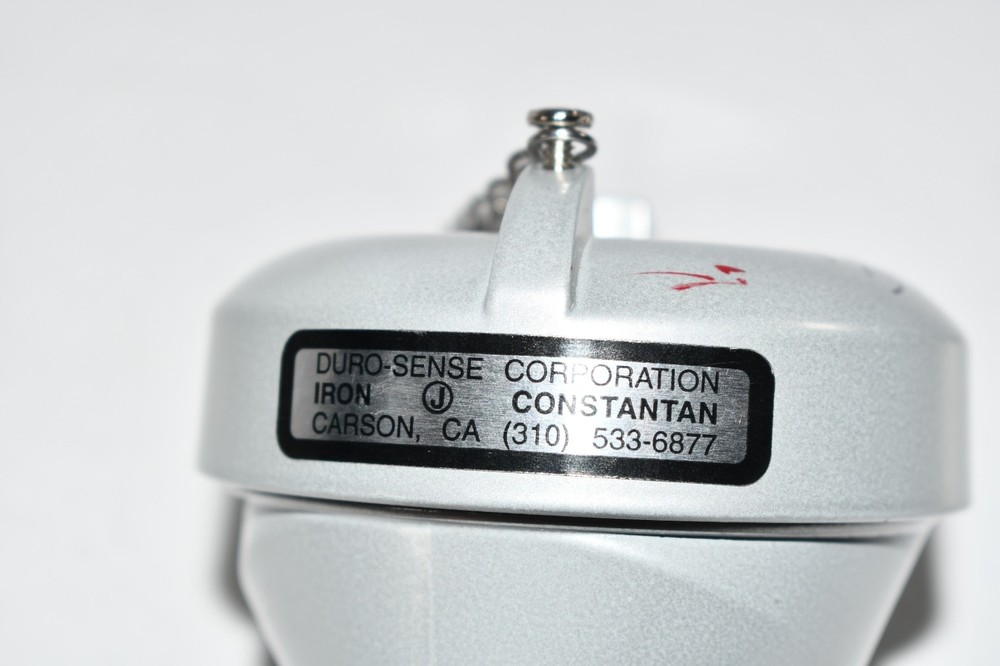 DURO-SENSE CORPORATION
IRON J CONSTANTAN
CARSON, CA (310) 533-6877